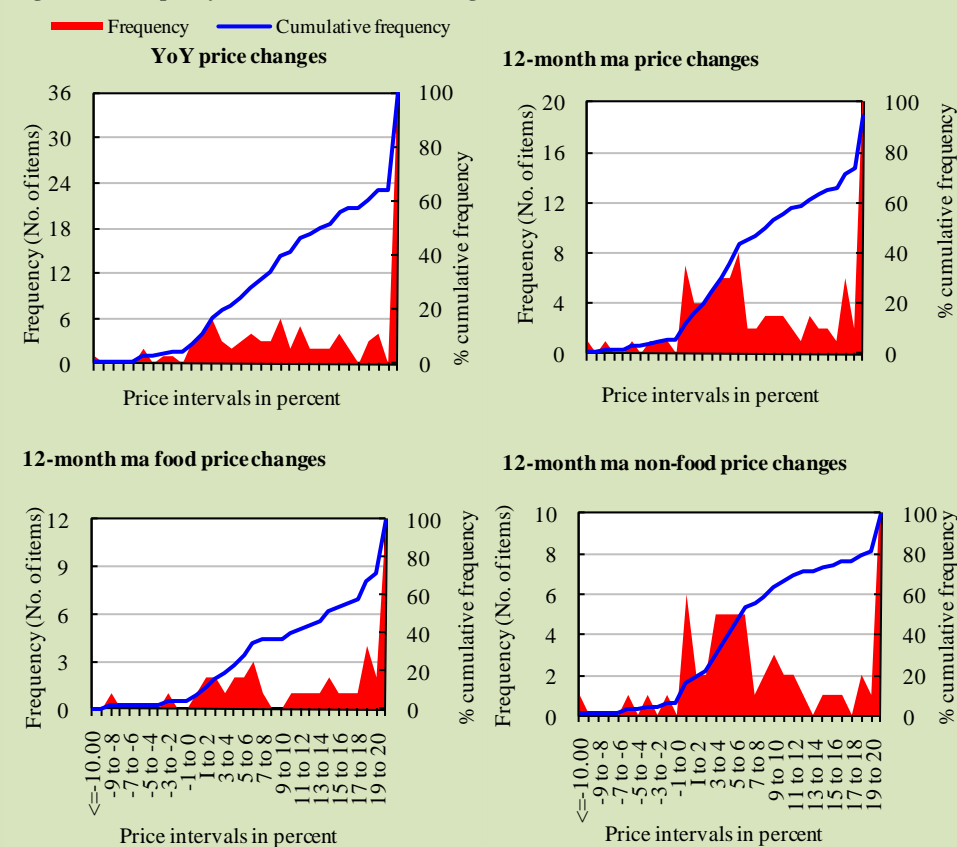 Frequency
Cumulative frequency
YoY price changes
Frequency (No. of items)
36
30
24
18
12
6
0
100
80
60
40
20
0
% cumulative frequency
Price intervals in percent
12-month ma price changes
Frequency (No. of items)
20
16
12
8
4
0
100
80
60
40
20
0
% cumulative frequency
Price intervals in percent
12-month ma food price changes
Frequency (No. of items)
12
9
6
3
0
100
80
60
40
20
0
% cumulative frequency
<=-10.00
-9 to -8
-7 to -6
-5 to -4
-3 to -2
-1 to 0
I to 2
3 to 4
5 to 6
7 to 8
9 to 10
11 to 12
13 to 14
15 to 16
17 to 18
19 to 20
Price intervals in percent
12-month ma non-food price changes
Frequency (No. of items)
10
8
6
4
2
0
100
80
60
40
20
0
% cumulative frequency
<=-10.00
-9 to -8
-7 to -6
-5 to -4
-3 to -2
-1 to 0
I to 2
3 to 4
5 to 6
7 to 8
9 to 10
11 to 12
13 to 14
15 to 16
17 to 18
19 to 20
Price intervals in percent